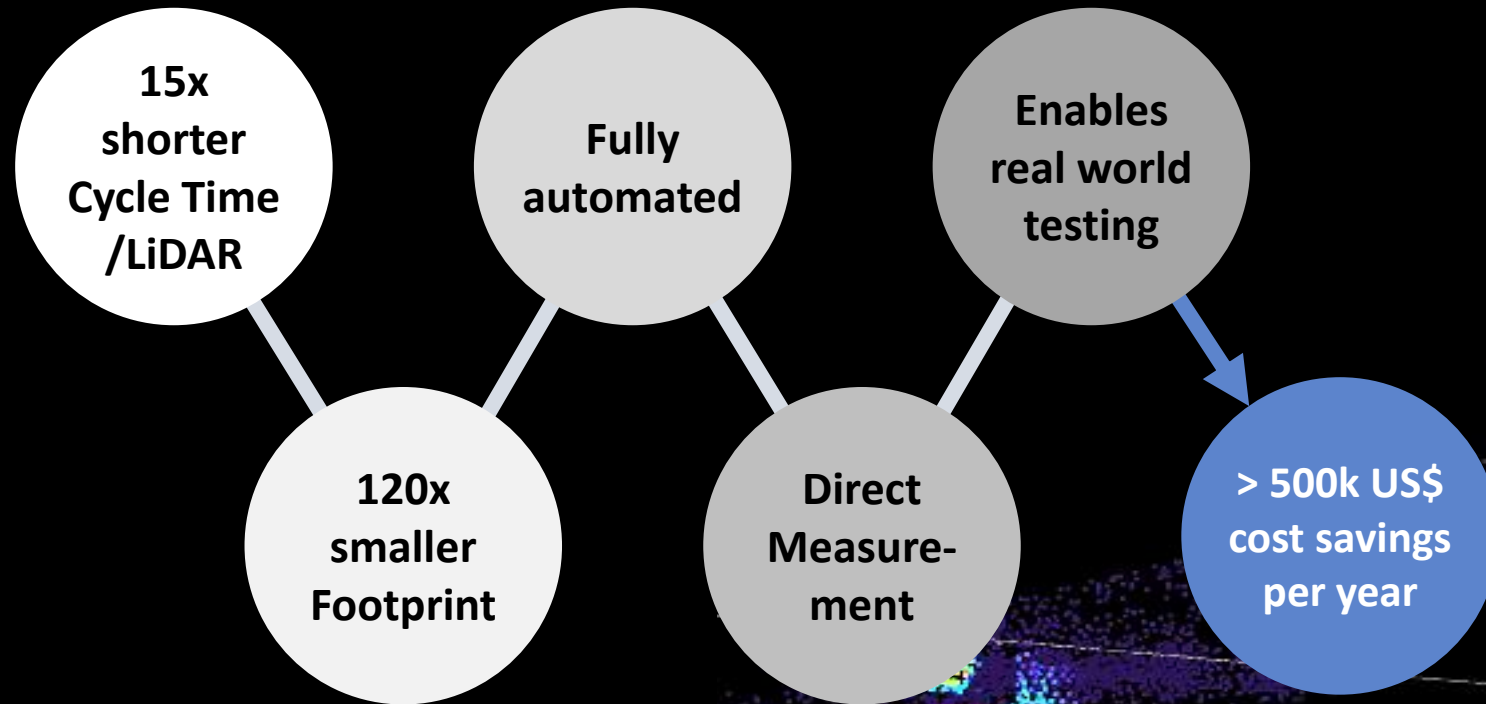 15x
shorter
Cycle Time
/LiDAR
120x
smaller
Footprint
Fully
automated
Direct
Measure-
ment
Enables
real world
testing
> 500k US$
cost savings
per year